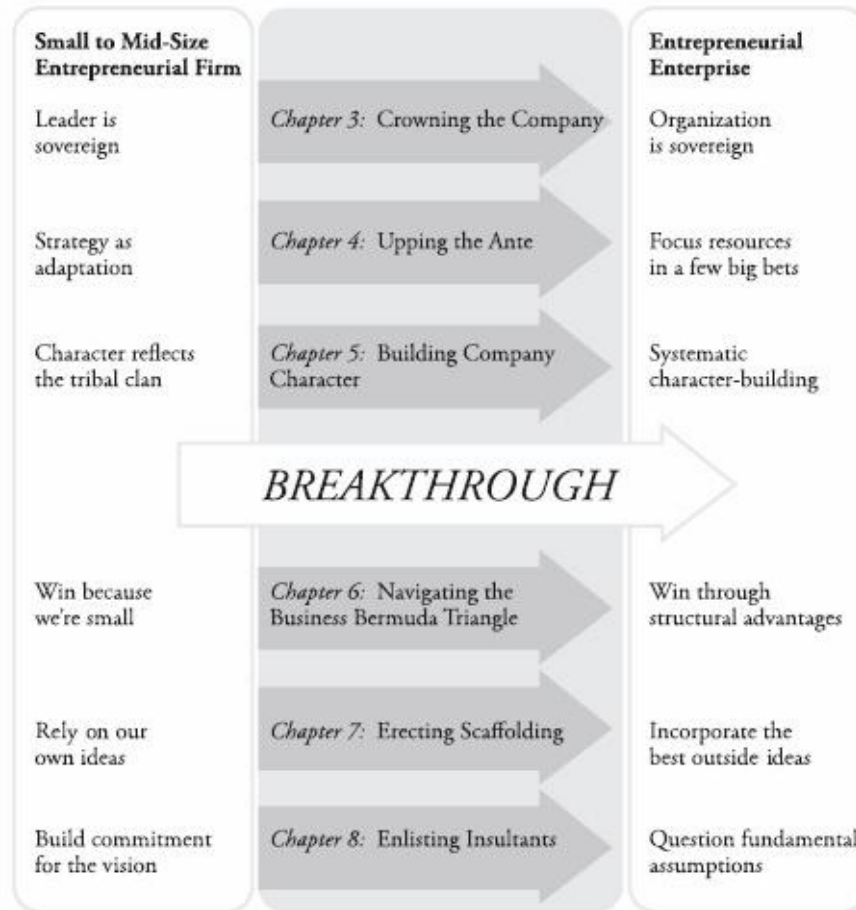 Small to Mid-Size
Entrepreneurial Firm
Entrepreneurial
Enterprise
Leader is
sovereign
Chapter 3: Crowning the Company
Organization
is sovereign
Strategy as
adaptation
Chapter 4: Upping the Ante
Focus resources
in a few big bets
Character reflects
the tribal clan
Chapter 5: Building Company
Character
Systematic
character-building
BREAKTHROUGH
Win because
we're small
Chapter 6: Navigating the
Business Bermuda Triangle
Win through
structural advantages
Rely on our
own ideas
Chapter 7: Erecting Scaffolding
Incorporate the
best outside ideas
Build commitment
for the vision
Chapter 8: Enlisting Insultants
Question fundamental
assumptions